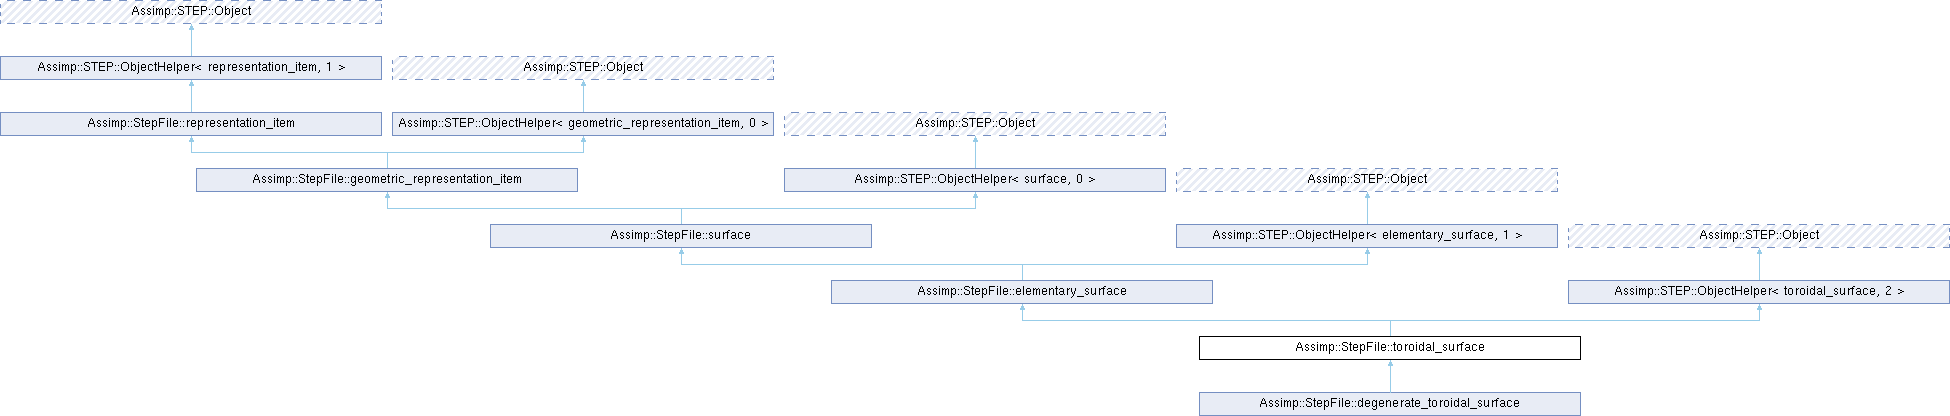 Assimp::STEP::Object
Assimp::STEP::ObjectHelper< representation_item, 1 >
Assimp::STEP::Object
Assimp::StepFile::representation_item
Assimp::STEP::ObjectHelper< geometric_representation_item, 0 >
Assimp::STEP::Object
Assimp::StepFile::geometric_representation_item
Assimp::STEP::ObjectHelper< surface, 0 >
Assimp::STEP::Object
Assimp::StepFile::surface
Assimp::STEP::ObjectHelper< elementary_surface, 1 >
Assimp::STEP::Object
Assimp::StepFile::elementary_surface
Assimp::STEP::ObjectHelper< toroidal_surface, 2 >
Assimp::StepFile::toroidal_surface
Assimp::StepFile::degenerate_toroidal_surface